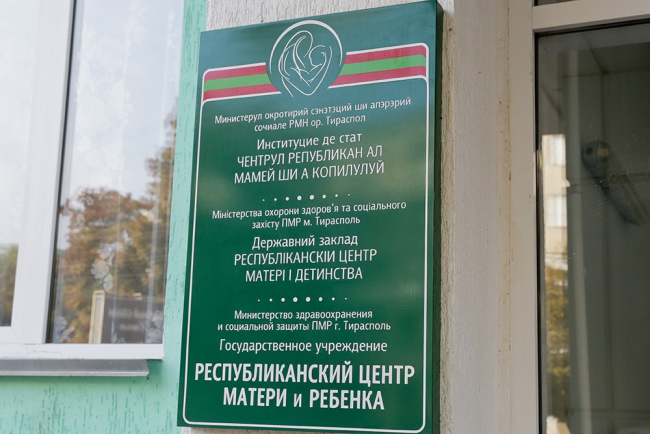 Министерул окротирий сэнэтэций ши апэрэрий
сочиале РМН ор. Тираспол
Институцие де стат
ЧЕНТРУЛ РЕПУБЛИКАН АЛ
МАМЕЙ ШИ А КОПИЛУЛУЙ
Міністерства охорони здоров'я та соціального
захісту ПМР м. Тирасполь
Державний заклад
РЕСПУБЛІКАНСКІИ ЦЕНТР
МАТЕРІ І ДЕТИНСТВА
Министерство здравоохранения
и социальной защиты ПМР г. Тирасполь
Государственное учреждение
РЕСПУБЛИКАНСКИЙ ЦЕНТР
МАТЕРИ и РЕБЕНКА